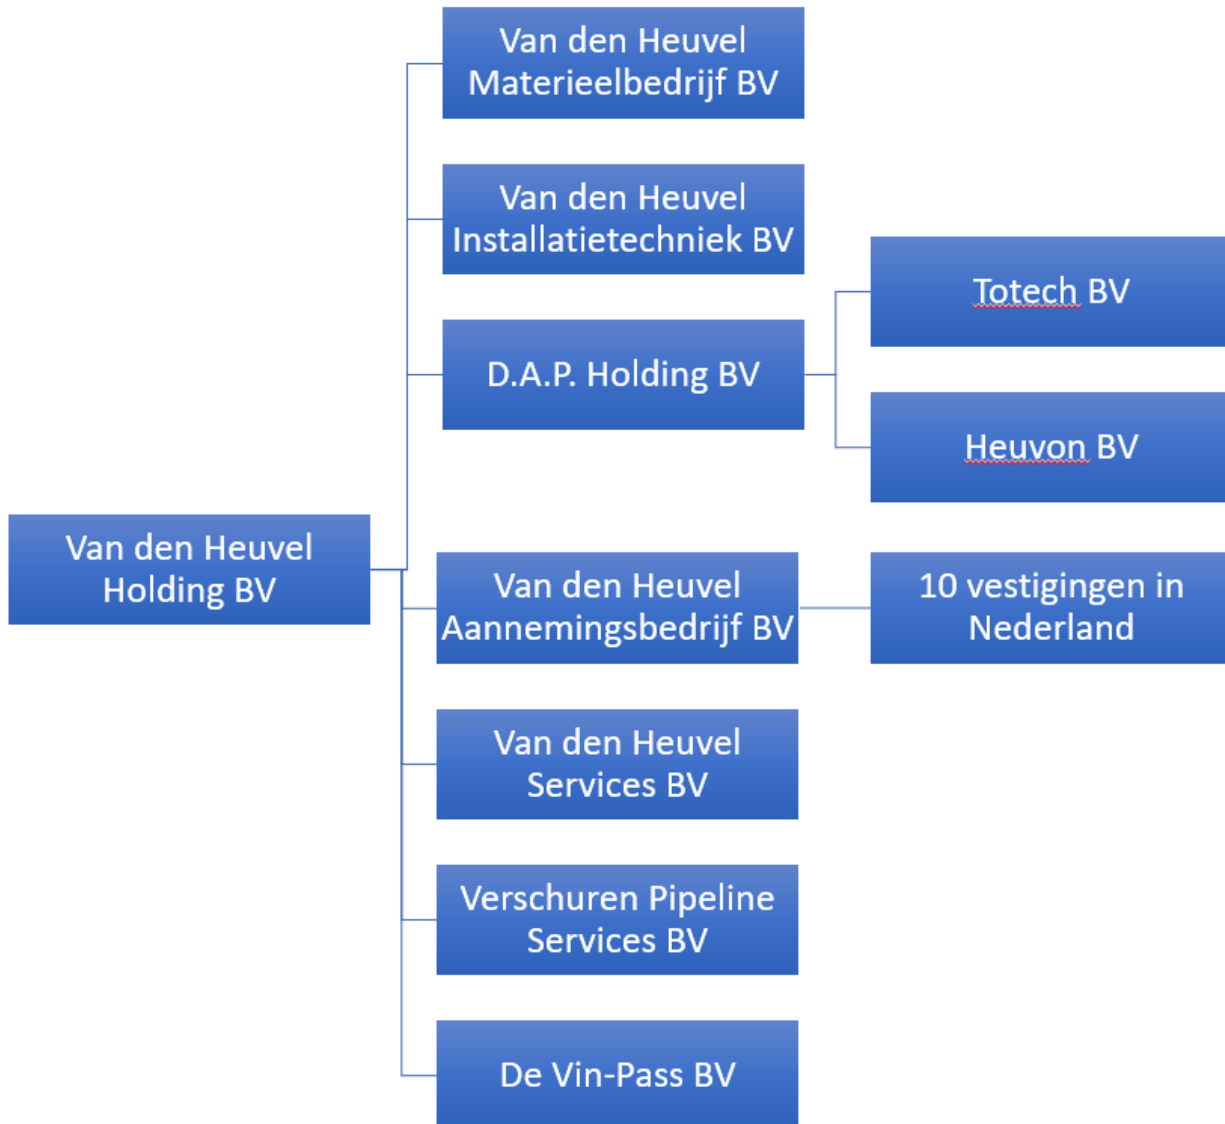 Van den Heuvel
Materieelbedrijf BV
Van den Heuvel
Installatietechniek BV
Totech BV
D.A.P. Holding BV
Heuvon BV
Van den Heuvel
Holding BV
Van den Heuvel
Aannemingsbedrijf BV
10 vestigingen in
Nederland
Van den Heuvel
Services BV
Verschuren Pipeline
Services BV
De Vin-Pass BV